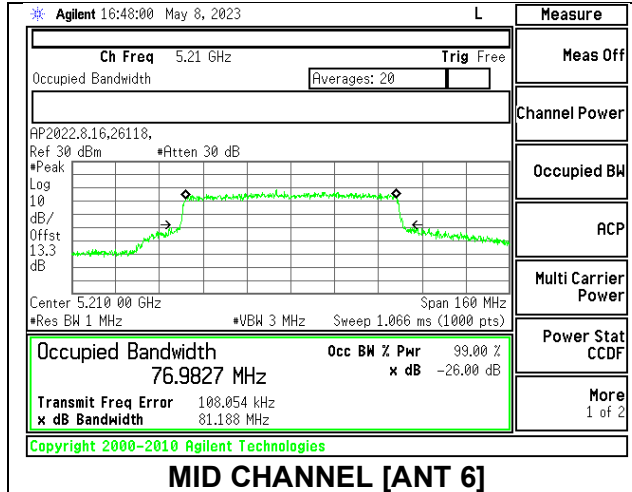 Agilent 16:48:00 May 8, 2023 L Measure
Ch Freq 5.21 GHz Trig Free Meas Off
Occupied Bandwidth Averages: 20
Channel Power
AP2022.8.16,26118,
Ref 30 dBm #Atten 30 dB
#Peak Occupied BW
Log
10
dB/ ACP
Offst
13.3
dB
Multi Carrier
Power
Center 5.210 00 GHz Span 160 MHz
#Res BW 1 MHz #VBW 3 MHz Sweep 1.066 ms (1000 pts)
Power Stat
CCDF
Occupied Bandwidth Occ BW % Pwr 99.00 %
76.9827 MHz x dB -26.00 dB
Transmit Freq Error 108.054 kHz More
x dB Bandwidth 81.188 MHz 1 of 2
Copyright 2000-2010 Agilent Technologies
MID CHANNEL [ANT 6]